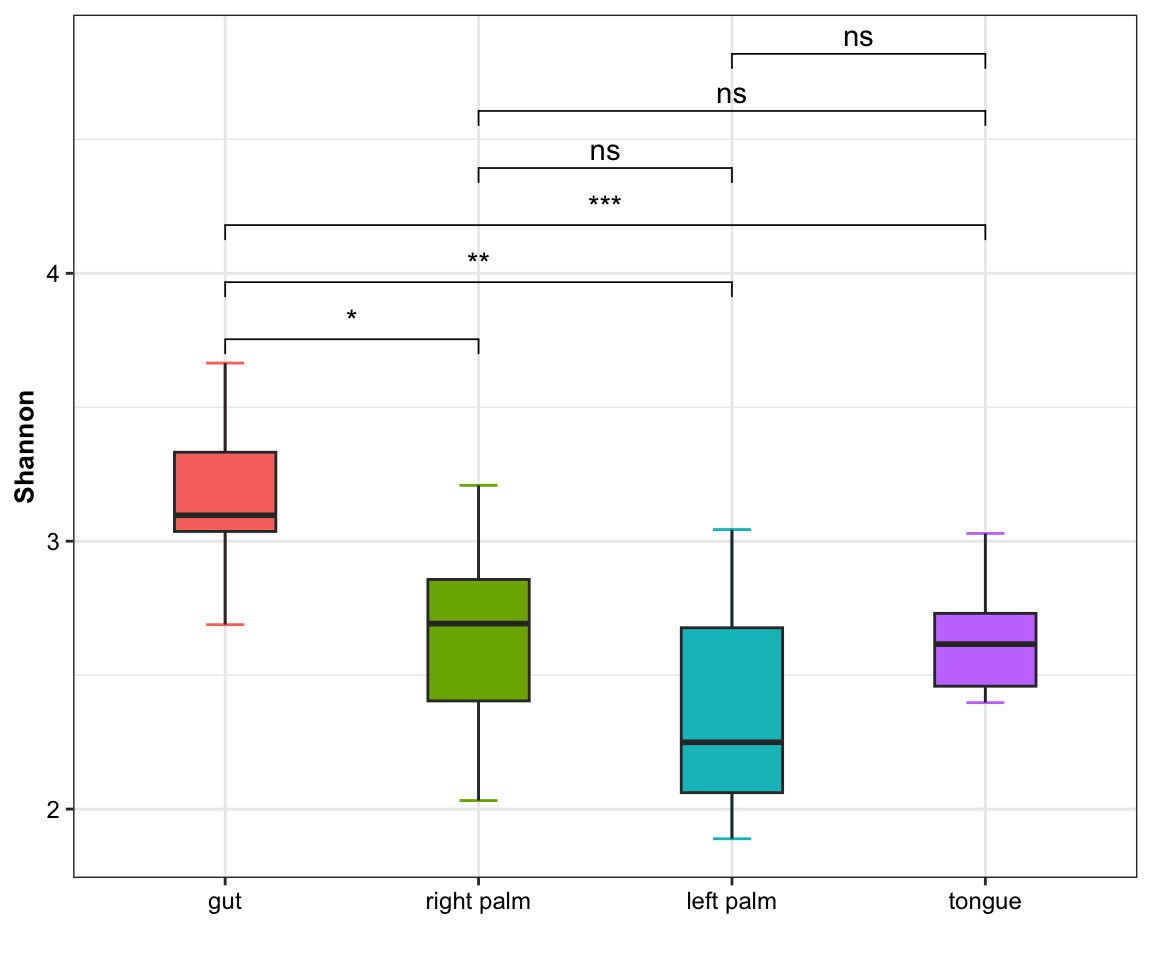 ns
ns
ns
***
**
*
4
3
2
Shannon
gut
right palm
left palm
tongue